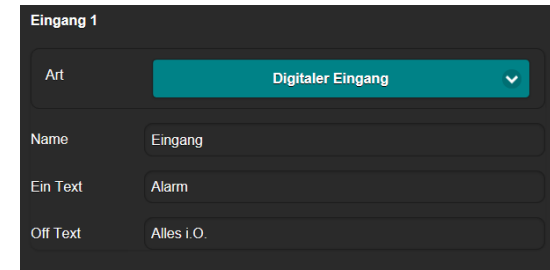 Eingang 1
Art Digitaler Eingang
Name Eingang
Ein Text Alarm
Off Text Alles i.O.